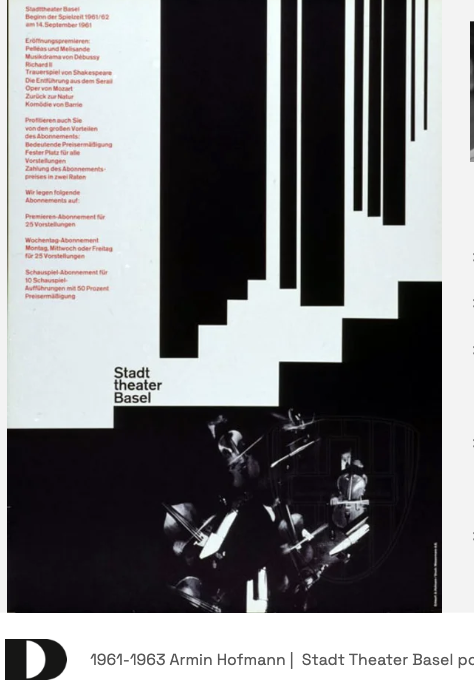 Stadttheater Basel
Beginn der Spielzeit 1961/62
am 14. September 1961
Eröffnungspremieren:
Pelléas und Melisande
Musikdrama von Débussy
Richard II
Trauerspiel von Shakespeare
Die Entführung aus dem Serail
Oper von Mozart
Zurück zur Natur
Komödie von Barrie
Profitieren auch Sie
von den großen Vorteilen
des Abonnements:
Bedeutende Preisermäßigung
Fester Platz für alle
Vorstellungen
Zahlung des Abonnements-
preises in zwei Raten
Wir legen folgende
Abonnements auf:
Premieren-Abonnement für
25 Vorstellungen
Wochentag-Abonnement
Montag, Mittwoch oder Freitag
für 25 Vorstellungen
Schauspiel-Abonnement für
10 Schauspiel-
Aufführungen mit 50 Prozent
Preisermäßigung
Stadt
theater
Basel
1961-1963 Armin Hofmann | Stadt Theater Basel po